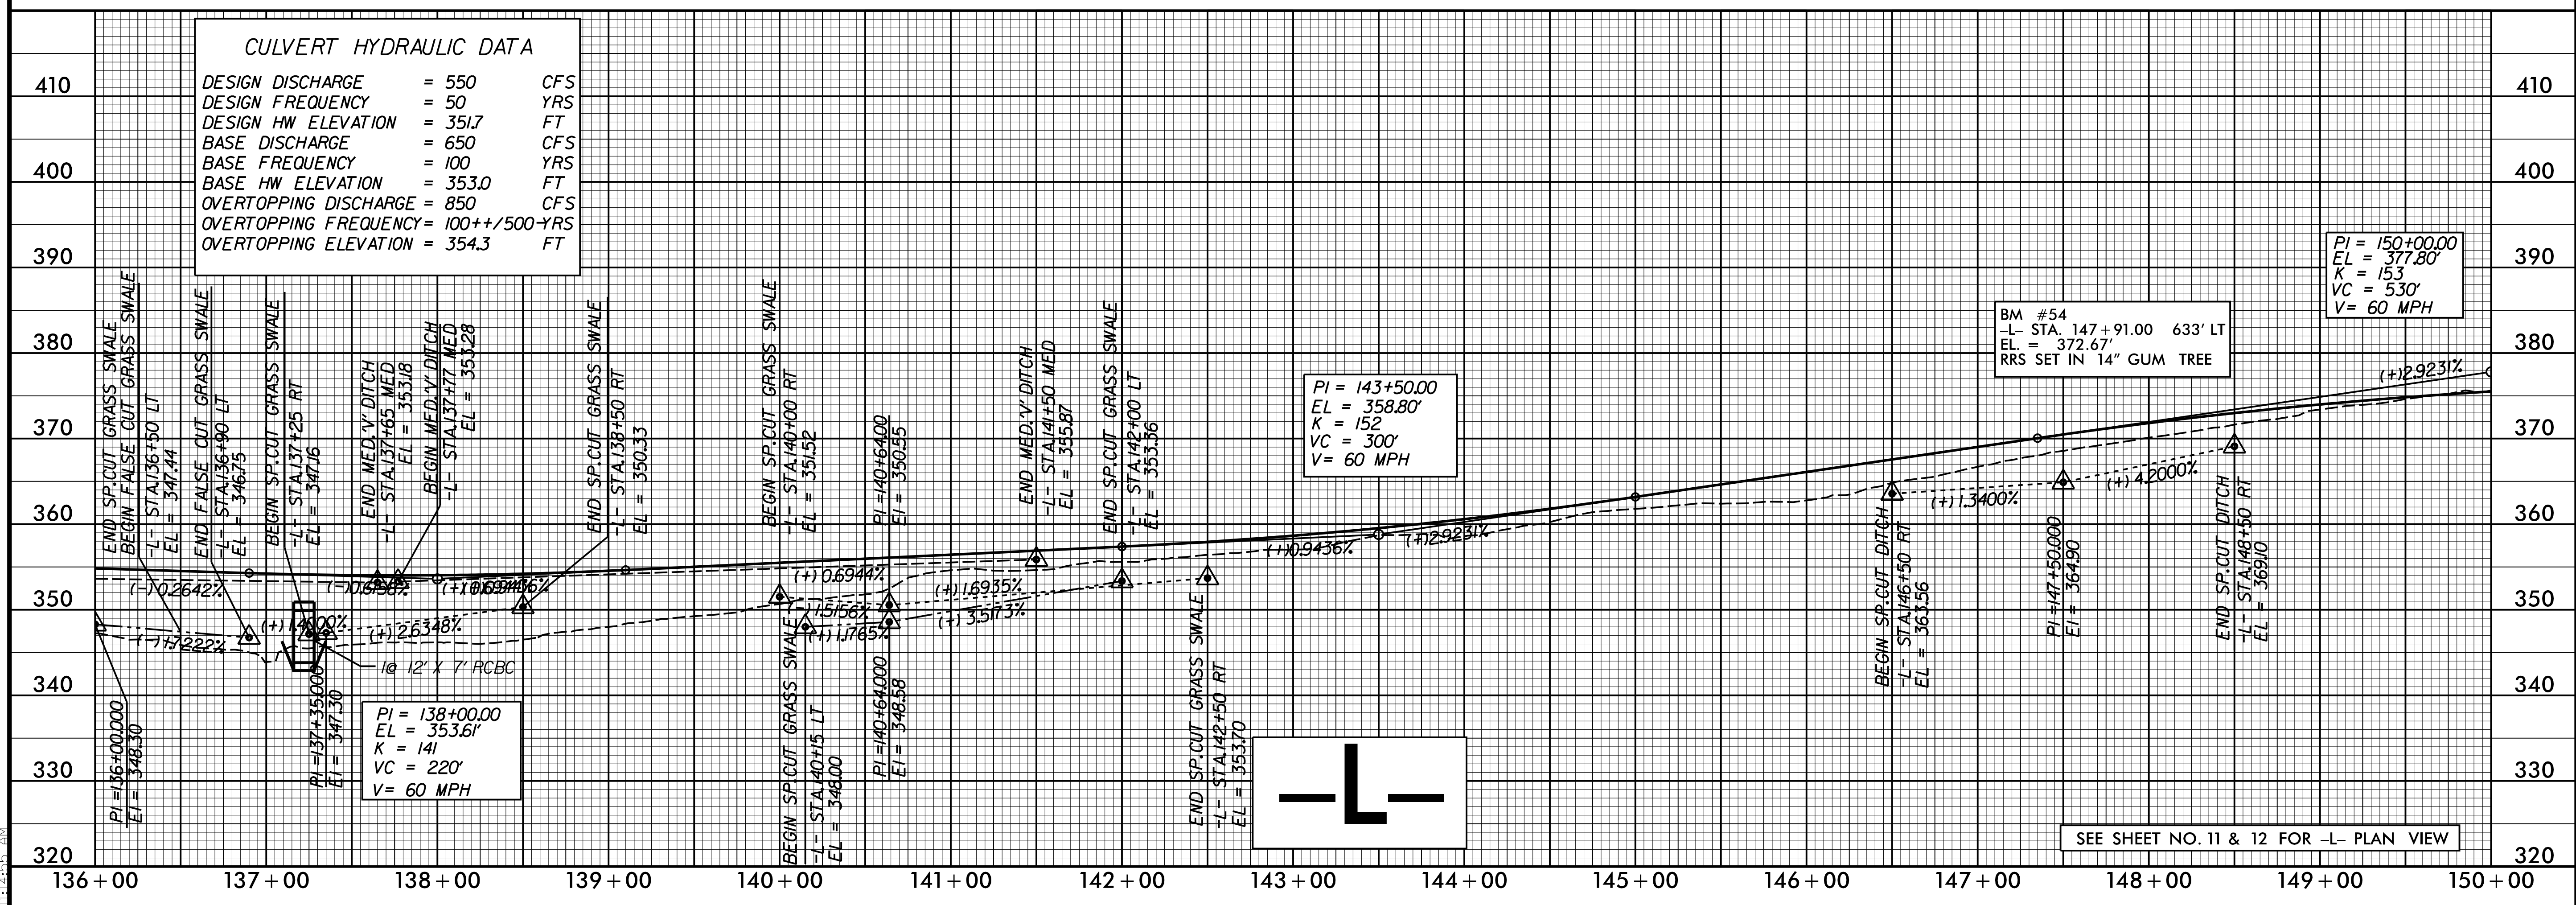 CULVERT HYDRAULIC DATA
DESIGN DISCHARGE = 550 CFS
DESIGN FREQUENCY = 50 YRS
DESIGN HW ELEVATION = 351.7 FT
BASE DISCHARGE = 650 CFS
BASE FREQUENCY = 100 YRS
BASE HW ELEVATION = 353.0 FT
OVERTOPPING DISCHARGE = 850 CFS
OVERTOPPING FREQUENCY = 100++/500- YRS
OVERTOPPING ELEVATION = 354.3 FT
410 410
400 400
390 390
380 380
370 370
360 360
350 350
340 340
330 330
320 320
END SP.CUT GRASS SWALE
BEGIN FALSE CUT GRASS SWALE
-L- STA.136+50 LT
EL = 347.44
END FALSE CUT GRASS SWALE
-L- STA.136+90 LT
EL = 346.75
BEGIN SP.CUT GRASS SWALE
-L- STA.137+25 RT
EL = 347.16
END MED.'V' DITCH
-L- STA.137+65 MED
EL = 353.18
BEGIN MED.'V' DITCH
-L- STA.137+77 MED
EL = 353.28
END SP.CUT GRASS SWALE
-L- STA.138+50 RT
EL = 350.33
BEGIN SP.CUT GRASS SWALE
-L- STA.140+00 RT
EL = 351.52
PI =140+64.00
El = 350.55
END MED.'V' DITCH
-L- STA.141+50 MED
EL = 355.87
END SP.CUT GRASS SWALE
-L- STA.142+00 LT
EL = 353.36
PI = 143+50.00
EL = 358.80'
K = 152
VC = 300'
V= 60 MPH
BM #54
-L- STA. 147+91.00 633' LT
EL. = 372.67'
RRS SET IN 14" GUM TREE
PI = 150+00.00
EL = 377.80'
K = 153
VC = 530'
V= 60 MPH
(+)2.9231%
(-)0.2642%
(-)1.7222%
(+)2.6348%
(+)0.6944%
(-)1.5156%
(+)1.1765%
(+)1.6935%
(+)3.5173%
(+)0.9436%
(+)2.9231%
(+)1.3400%
(+)4.2000%
1@ 12' X 7' RCBC
PI =136+00.000
El = 348.30
PI =137+35.000
El = 347.30
PI = 138+00.00
EL = 353.61'
K = 141
VC = 220'
V= 60 MPH
BEGIN SP.CUT GRASS SWALE
-L- STA.140+15 LT
EL = 348.00
PI =140+64.000
El = 348.58
END SP.CUT GRASS SWALE
-L- STA.142+50 RT
EL = 353.70
-L-
BEGIN SP.CUT DITCH
-L- STA.146+50 RT
EL = 363.56
PI =147+50.000
El = 364.90
END SP.CUT DITCH
-L- STA.148+50 RT
EL = 369.10
SEE SHEET NO. 11 & 12 FOR -L- PLAN VIEW
136+00 137+00 138+00 139+00 140+00 141+00 142+00 143+00 144+00 145+00 146+00 147+00 148+00 149+00 150+00